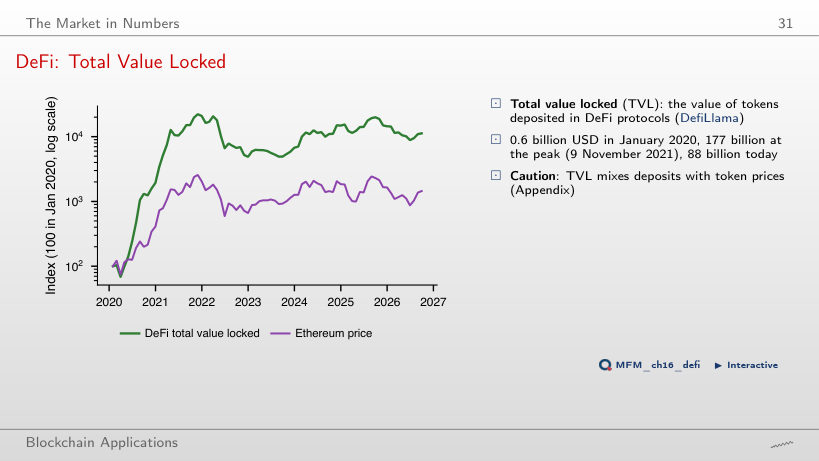 The Market in Numbers
31
DeFi: Total Value Locked
Index (100 in Jan 2020, log scale)
10⁴
10³
10²
2020 2021 2022 2023 2024 2025 2026 2027
DeFi total value locked Ethereum price
Total value locked (TVL): the value of tokens
deposited in DeFi protocols (DefiLlama)
0.6 billion USD in January 2020, 177 billion at
the peak (9 November 2021), 88 billion today
Caution: TVL mixes deposits with token prices
(Appendix)
MFM_ch16_defi ▶ Interactive
Blockchain Applications